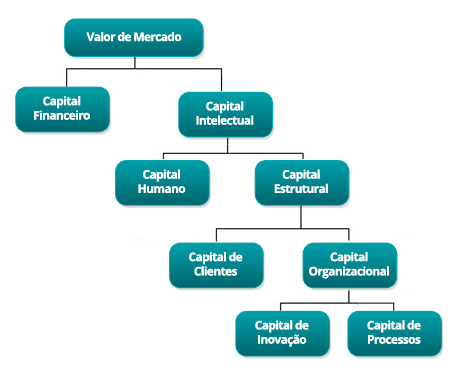 Valor de Mercado
Capital
Financeiro
Capital
Intelectual
Capital
Humano
Capital
Estrutural
Capital de
Clientes
Capital
Organizacional
Capital de
Inovação
Capital de
Processos